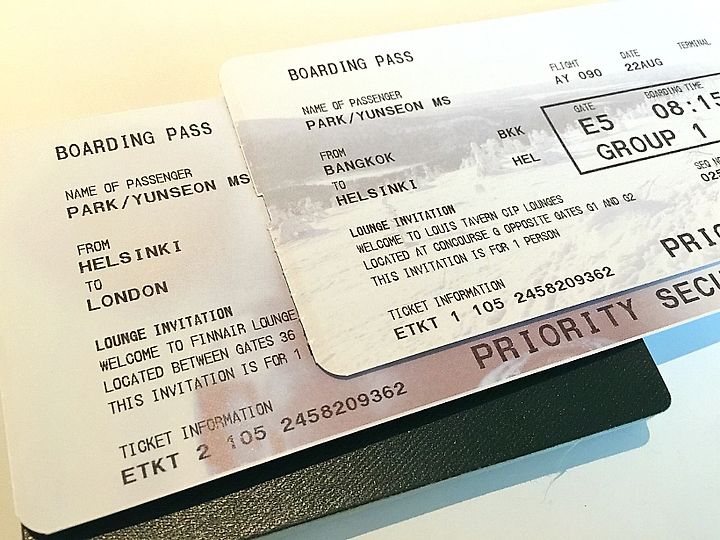 BOARDING PASS
FLIGHT DATE TERMINAL
AY 090 22AUG
NAME OF PASSENGER
PARK/YUNSEON MS
GATE BOARDING TIME
E5 08:15
GROUP 1
FROM
BANGKOK BKK
TO
HELSINKI HEL
SEQ NO
025
LOUNGE INVITATION
WELCOME TO LOUIS TAVERN CIP LOUNGES
LOCATED AT CONCOURSE G OPPOSITE GATES G1 AND G2
THIS INVITATION IS FOR 1 PERSON
TICKET INFORMATION
ETKT 1 105 2458209362
BOARDING PASS
NAME OF PASSENGER
PARK/YUNSEON MS
FROM
HELSINKI
TO
LONDON
LOUNGE INVITATION
WELCOME TO FINNAIR LOUNGE
LOCATED BETWEEN GATES 36
THIS INVITATION IS FOR 1
TICKET INFORMATION
ETKT 2 105 2458209362
PRIORITY